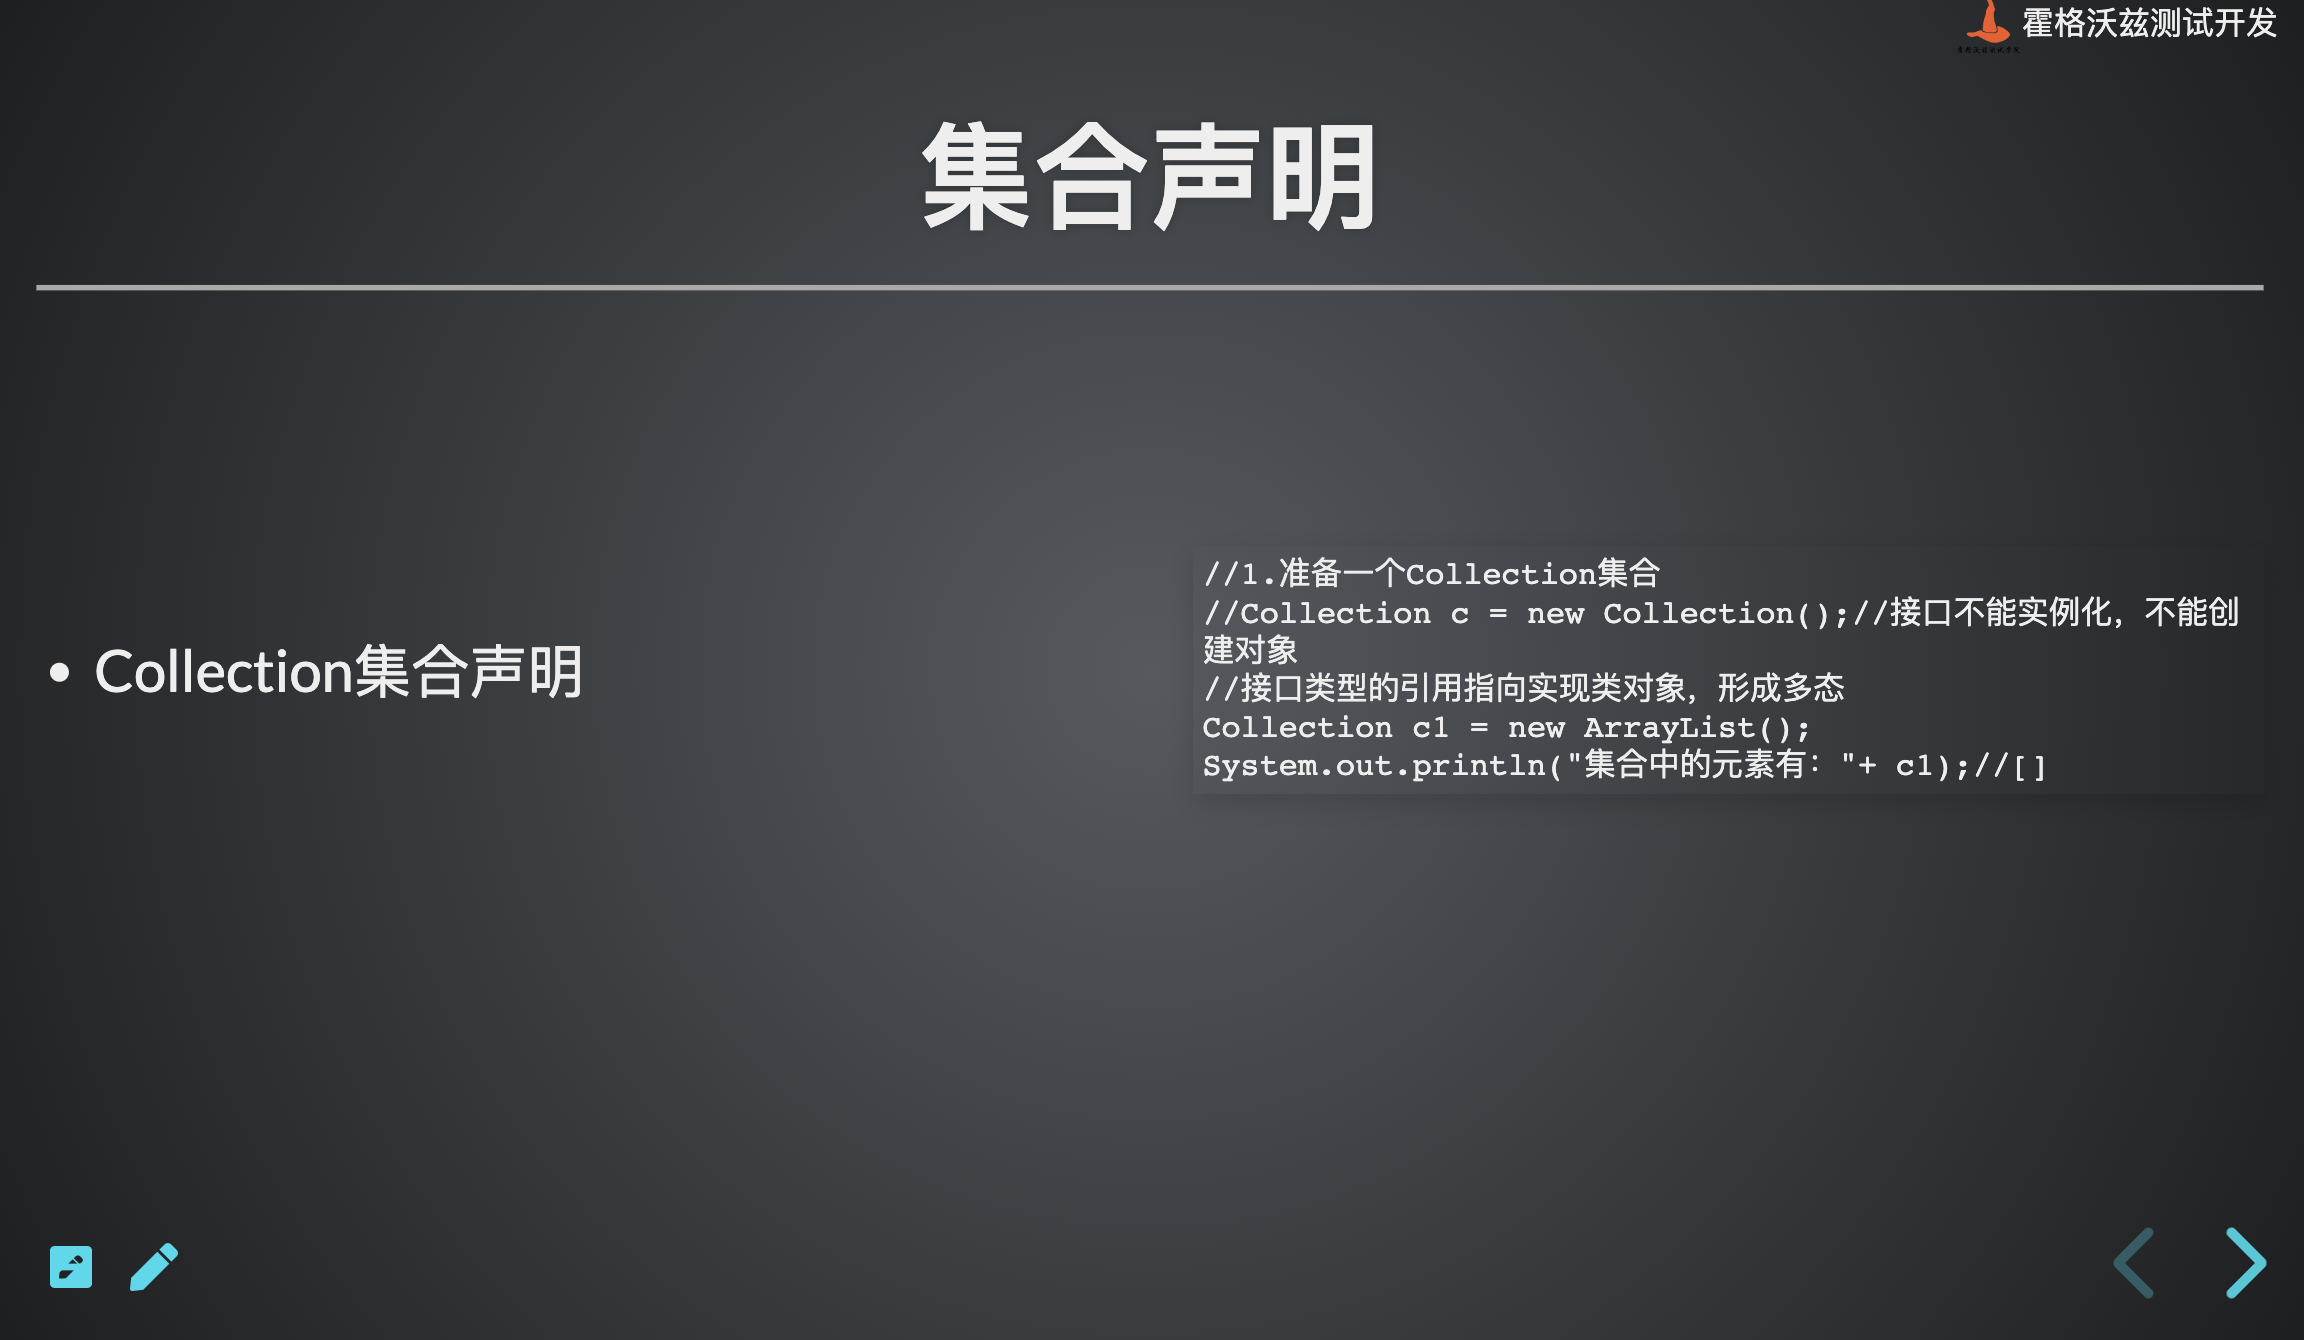 霍格沃兹测试开发
集合声明
Collection集合声明
//1.准备一个Collection集合
//Collection c = new Collection();//接口不能实例化，不能创
建对象
//接口类型的引用指向实现类对象，形成多态
Collection c1 = new ArrayList();
System.out.println("集合中的元素有："+ c1);//[]